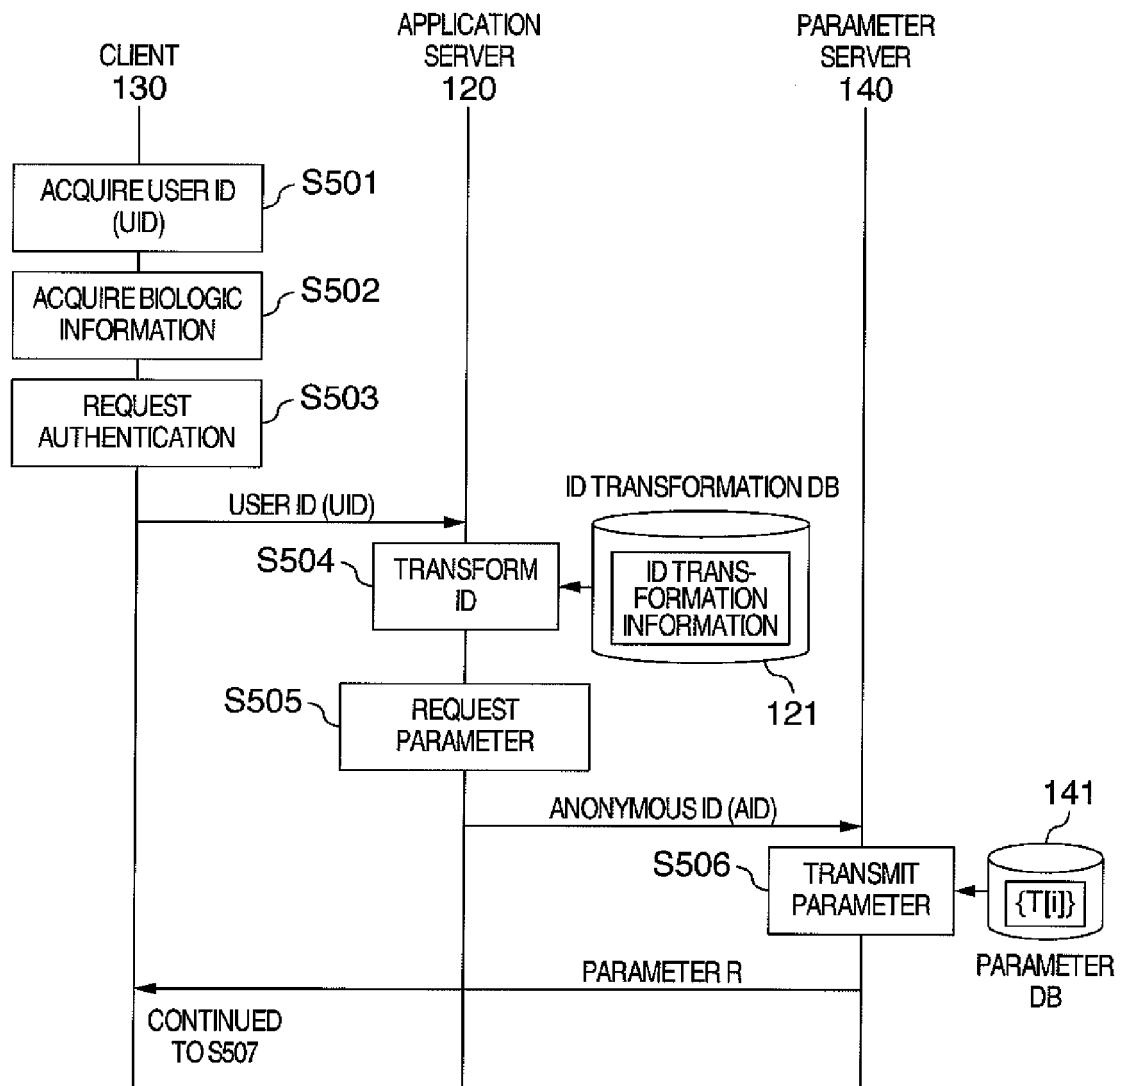 CLIENT
130
APPLICATION
SERVER
120
PARAMETER
SERVER
140
ACQUIRE USER ID
(UID)
S501
ACQUIRE BIOLOGIC
INFORMATION
S502
REQUEST
AUTHENTICATION
S503
USER ID (UID)
ID TRANSFORMATION DB
S504
TRANSFORM
ID
ID TRANS-
FORMATION
INFORMATION
121
S505
REQUEST
PARAMETER
ANONYMOUS ID (AID)
141
S506
TRANSMIT
PARAMETER
{T[i]}
PARAMETER
DB
PARAMETER R
CONTINUED
TO S507